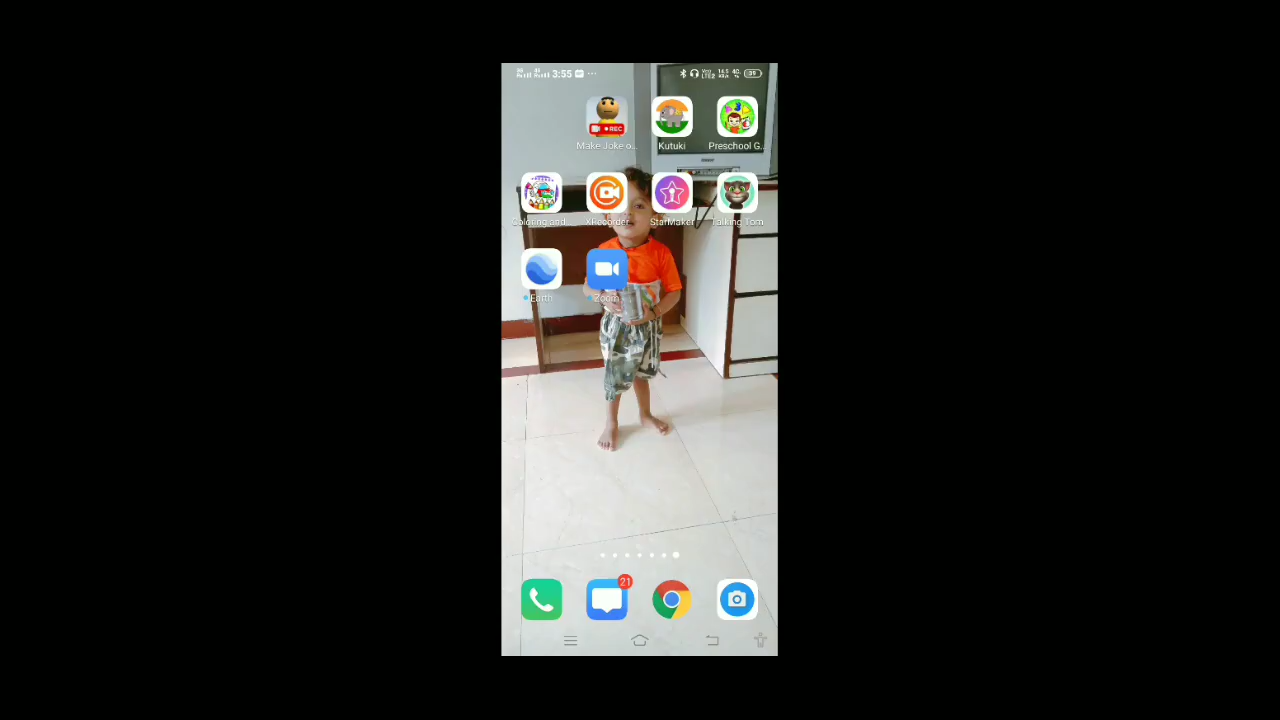 3:55
REC
Make Joke o...
Kutuki
Preschool G...
Coloring and...
XRecorder
StarMaker
Talking Tom
Earth
Zoom
21